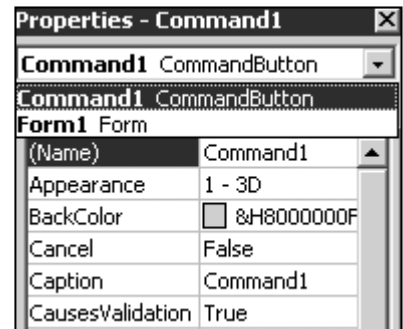 Properties - Command1
Command1 CommandButton
Command1 CommandButton
Form1 Form
(Name) Command1
Appearance 1 - 3D
BackColor &H8000000F
Cancel False
Caption Command1
CausesValidation True